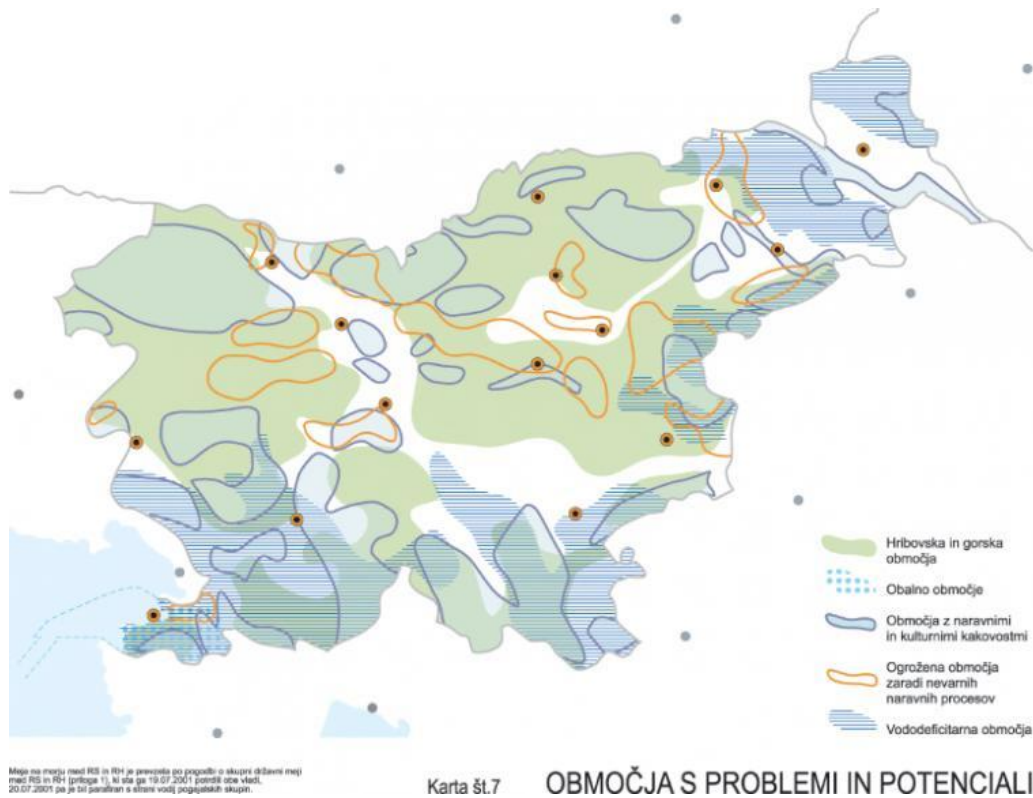 Hribovska in gorska
območja
Obalno območje
Območja z naravnimi
in kulturnimi kakovostmi
Ogrožena območja
zaradi nevarnih
naravnih procesov
Vododeficitarna območja
Meja na morju med RS in RH je prevzeta po pogodbi o skupni državni meji
med RS in RH (priloga 1), ki sta ga 19.07.2001 potrdili obe vladi,
20.07.2001 pa je bil parafiran s strani vodij pogajalskih skupin.
Karta št.7
OBMOČJA S PROBLEMI IN POTENCIALI